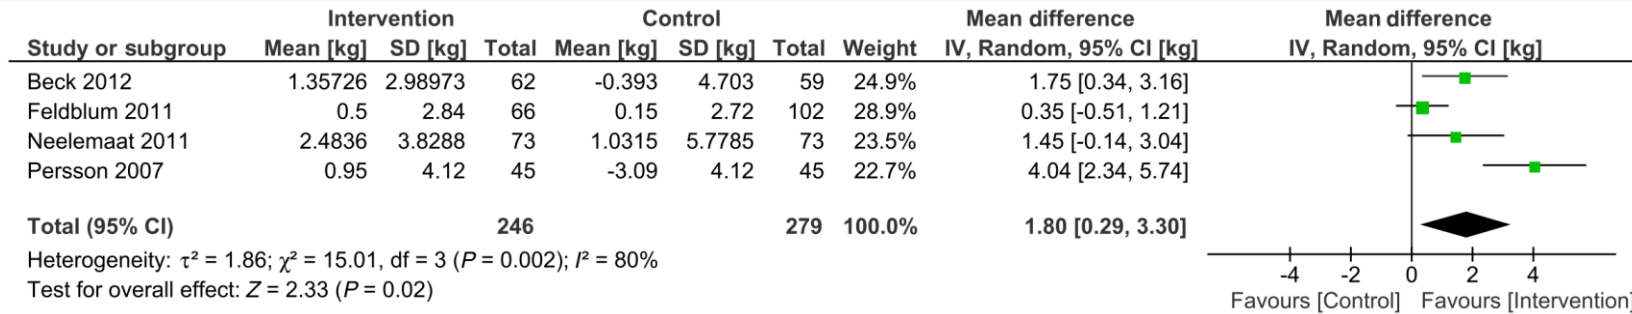 Intervention Control Mean difference Mean difference
Study or subgroup Mean [kg] SD [kg] Total Mean [kg] SD [kg] Total Weight IV, Random, 95% CI [kg] IV, Random, 95% CI [kg]
Beck 2012 1.35726 2.98973 62 -0.393 4.703 59 24.9% 1.75 [0.34, 3.16]
Feldblum 2011 0.5 2.84 66 0.15 2.72 102 28.9% 0.35 [-0.51, 1.21]
Neelemaat 2011 2.4836 3.8288 73 1.0315 5.7785 73 23.5% 1.45 [-0.14, 3.04]
Persson 2007 0.95 4.12 45 -3.09 4.12 45 22.7% 4.04 [2.34, 5.74]
Total (95% CI) 246 279 100.0% 1.80 [0.29, 3.30]
Heterogeneity: τ² = 1.86; χ² = 15.01, df = 3 (P = 0.002); I² = 80%
Test for overall effect: Z = 2.33 (P = 0.02)
-4 -2 0 2 4
Favours [Control] Favours [Intervention]